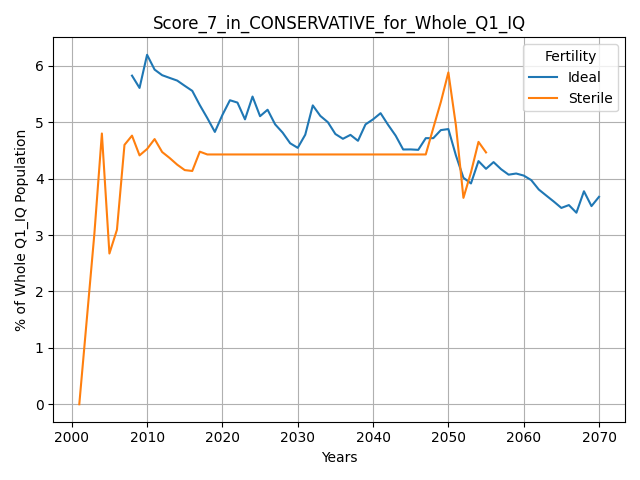 Score_7_in_CONSERVATIVE_for_Whole_Q1_IQ
% of Whole Q1_IQ Population
6
5
4
3
2
1
0
Fertility
Ideal
Sterile
2000 2010 2020 2030 2040 2050 2060 2070
Years